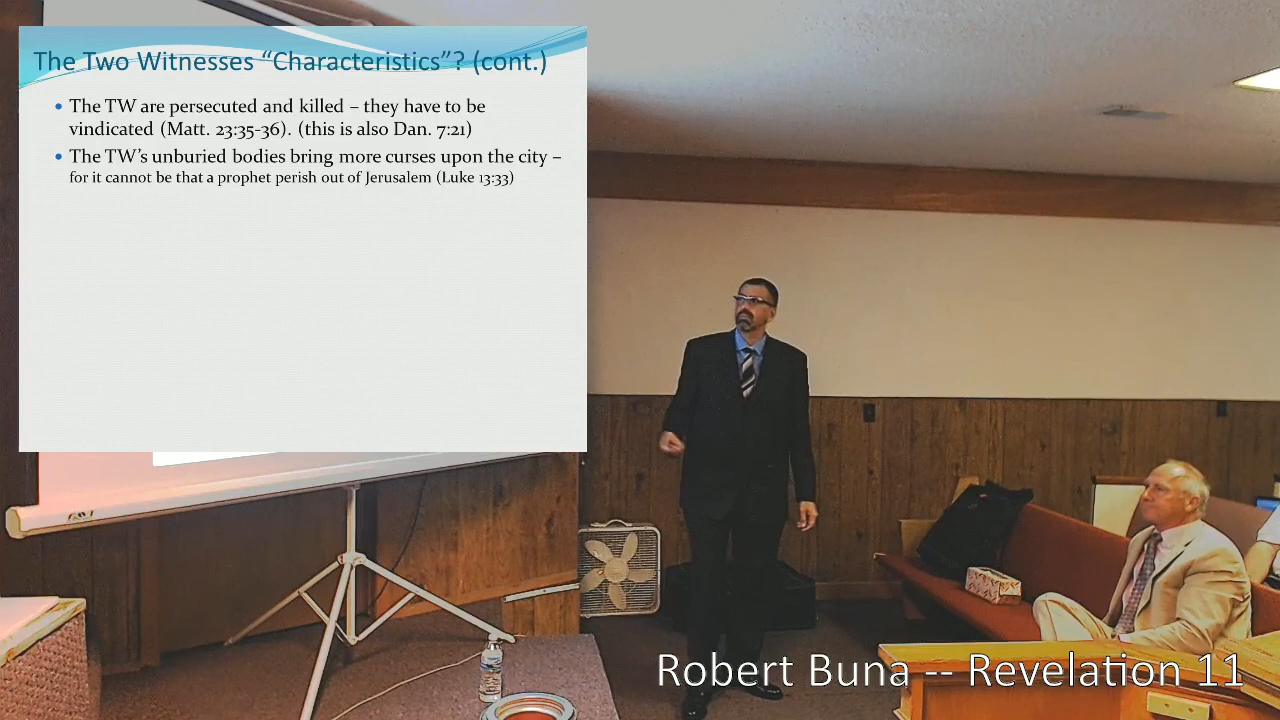 The Two Witnesses “Characteristics”? (cont.)
• The TW are persecuted and killed – they have to be
vindicated (Matt. 23:35-36). (this is also Dan. 7:21)
• The TW’s unburied bodies bring more curses upon the city –
for it cannot be that a prophet perish out of Jerusalem (Luke 13:33)
Robert Buna -- Revelation 11